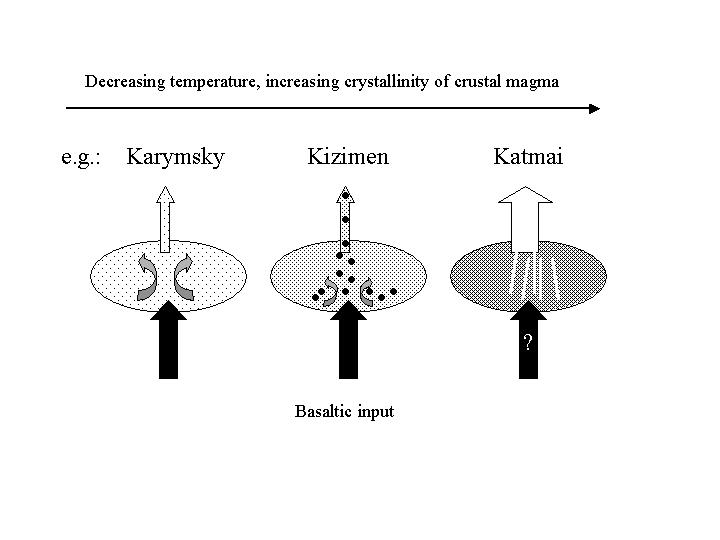 Decreasing temperature, increasing crystallinity of crustal magma
e.g.: Karymsky Kizimen Katmai
?
Basaltic input